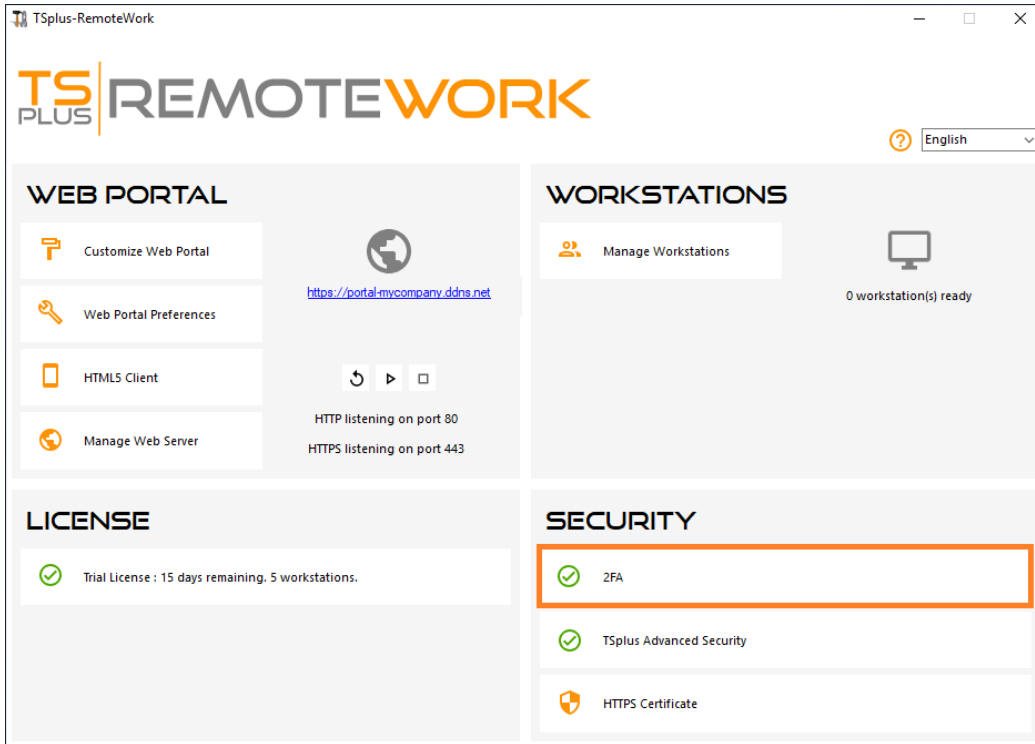 TSplus-RemoteWork
TS PLUS REMOTEWORK
? English
WEB PORTAL
Customize Web Portal
https://portal-mycompany.ddns.net
Web Portal Preferences
HTML5 Client
HTTP listening on port 80
Manage Web Server
HTTPS listening on port 443
WORKSTATIONS
Manage Workstations
0 workstation(s) ready
LICENSE
Trial License : 15 days remaining. 5 workstations.
SECURITY
2FA
TSplus Advanced Security
HTTPS Certificate